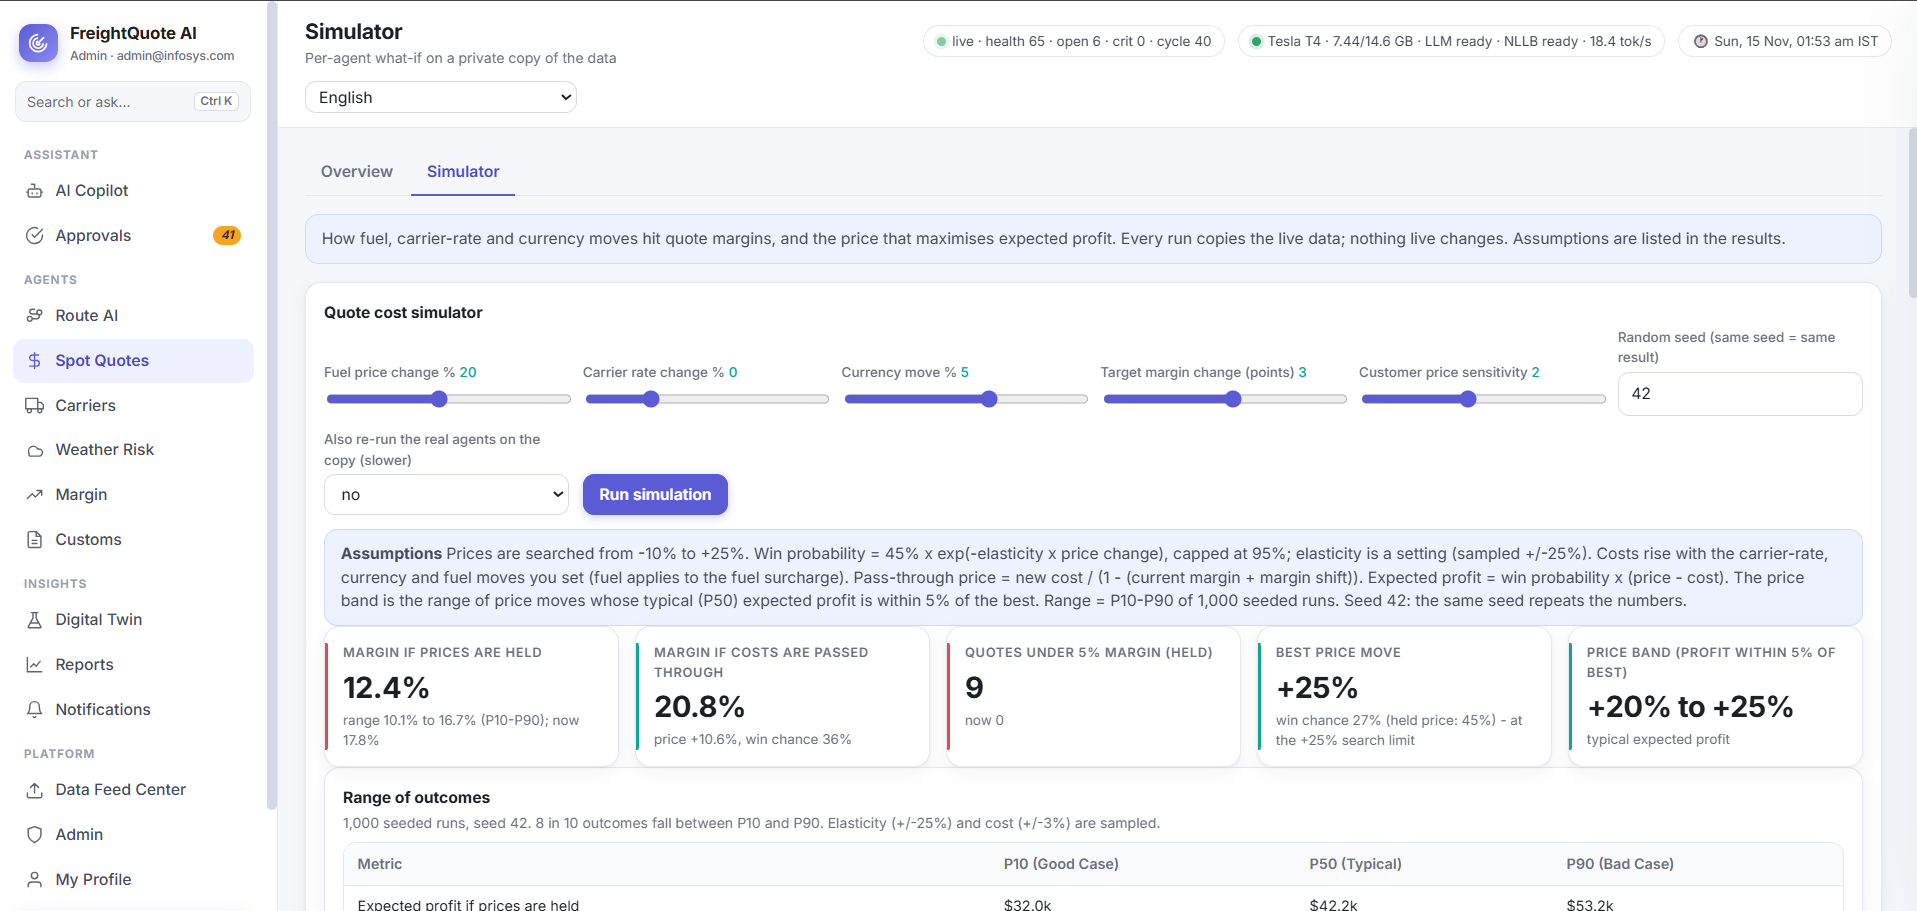 FreightQuote AI
Admin · admin@infosys.com
Search or ask...
Ctrl K
ASSISTANT
AI Copilot
Approvals
41
AGENTS
Route AI
Spot Quotes
Carriers
Weather Risk
Margin
Customs
INSIGHTS
Digital Twin
Reports
Notifications
PLATFORM
Data Feed Center
Admin
My Profile
Simulator
Per-agent what-if on a private copy of the data
live · health 65 · open 6 · crit 0 · cycle 40
Tesla T4 · 7.44/14.6 GB · LLM ready · NLLB ready · 18.4 tok/s
Sun, 15 Nov, 01:53 am IST
English
Overview
Simulator
How fuel, carrier-rate and currency moves hit quote margins, and the price that maximises expected profit. Every run copies the live data; nothing live changes. Assumptions are listed in the results.
Quote cost simulator
Fuel price change % 20
Carrier rate change % 0
Currency move % 5
Target margin change (points) 3
Customer price sensitivity 2
Random seed (same seed = same
result)
42
Also re-run the real agents on the
copy (slower)
no
Run simulation
Assumptions Prices are searched from -10% to +25%. Win probability = 45% x exp(-elasticity x price change), capped at 95%; elasticity is a setting (sampled +/-25%). Costs rise with the carrier-rate,
currency and fuel moves you set (fuel applies to the fuel surcharge). Pass-through price = new cost / (1 - (current margin + margin shift)). Expected profit = win probability x (price - cost). The price
band is the range of price moves whose typical (P50) expected profit is within 5% of the best. Range = P10-P90 of 1,000 seeded runs. Seed 42: the same seed repeats the numbers.
MARGIN IF PRICES ARE HELD
12.4%
range 10.1% to 16.7% (P10-P90); now
17.8%
MARGIN IF COSTS ARE PASSED
THROUGH
20.8%
price +10.6%, win chance 36%
QUOTES UNDER 5% MARGIN (HELD)
9
now 0
BEST PRICE MOVE
+25%
win chance 27% (held price: 45%) - at
the +25% search limit
PRICE BAND (PROFIT WITHIN 5% OF
BEST)
+20% to +25%
typical expected profit
Range of outcomes
1,000 seeded runs, seed 42. 8 in 10 outcomes fall between P10 and P90. Elasticity (+/-25%) and cost (+/-3%) are sampled.
Metric
P10 (Good Case)
P50 (Typical)
P90 (Bad Case)
Expected profit if prices are held
$32.0k
$42.2k
$53.2k